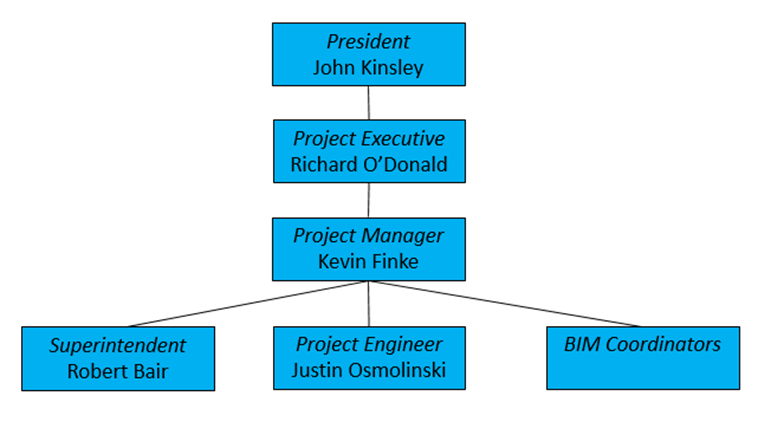 President
John Kinsley
Project Executive
Richard O’Donald
Project Manager
Kevin Finke
Superintendent
Robert Bair
Project Engineer
Justin Osmolinski
BIM Coordinators